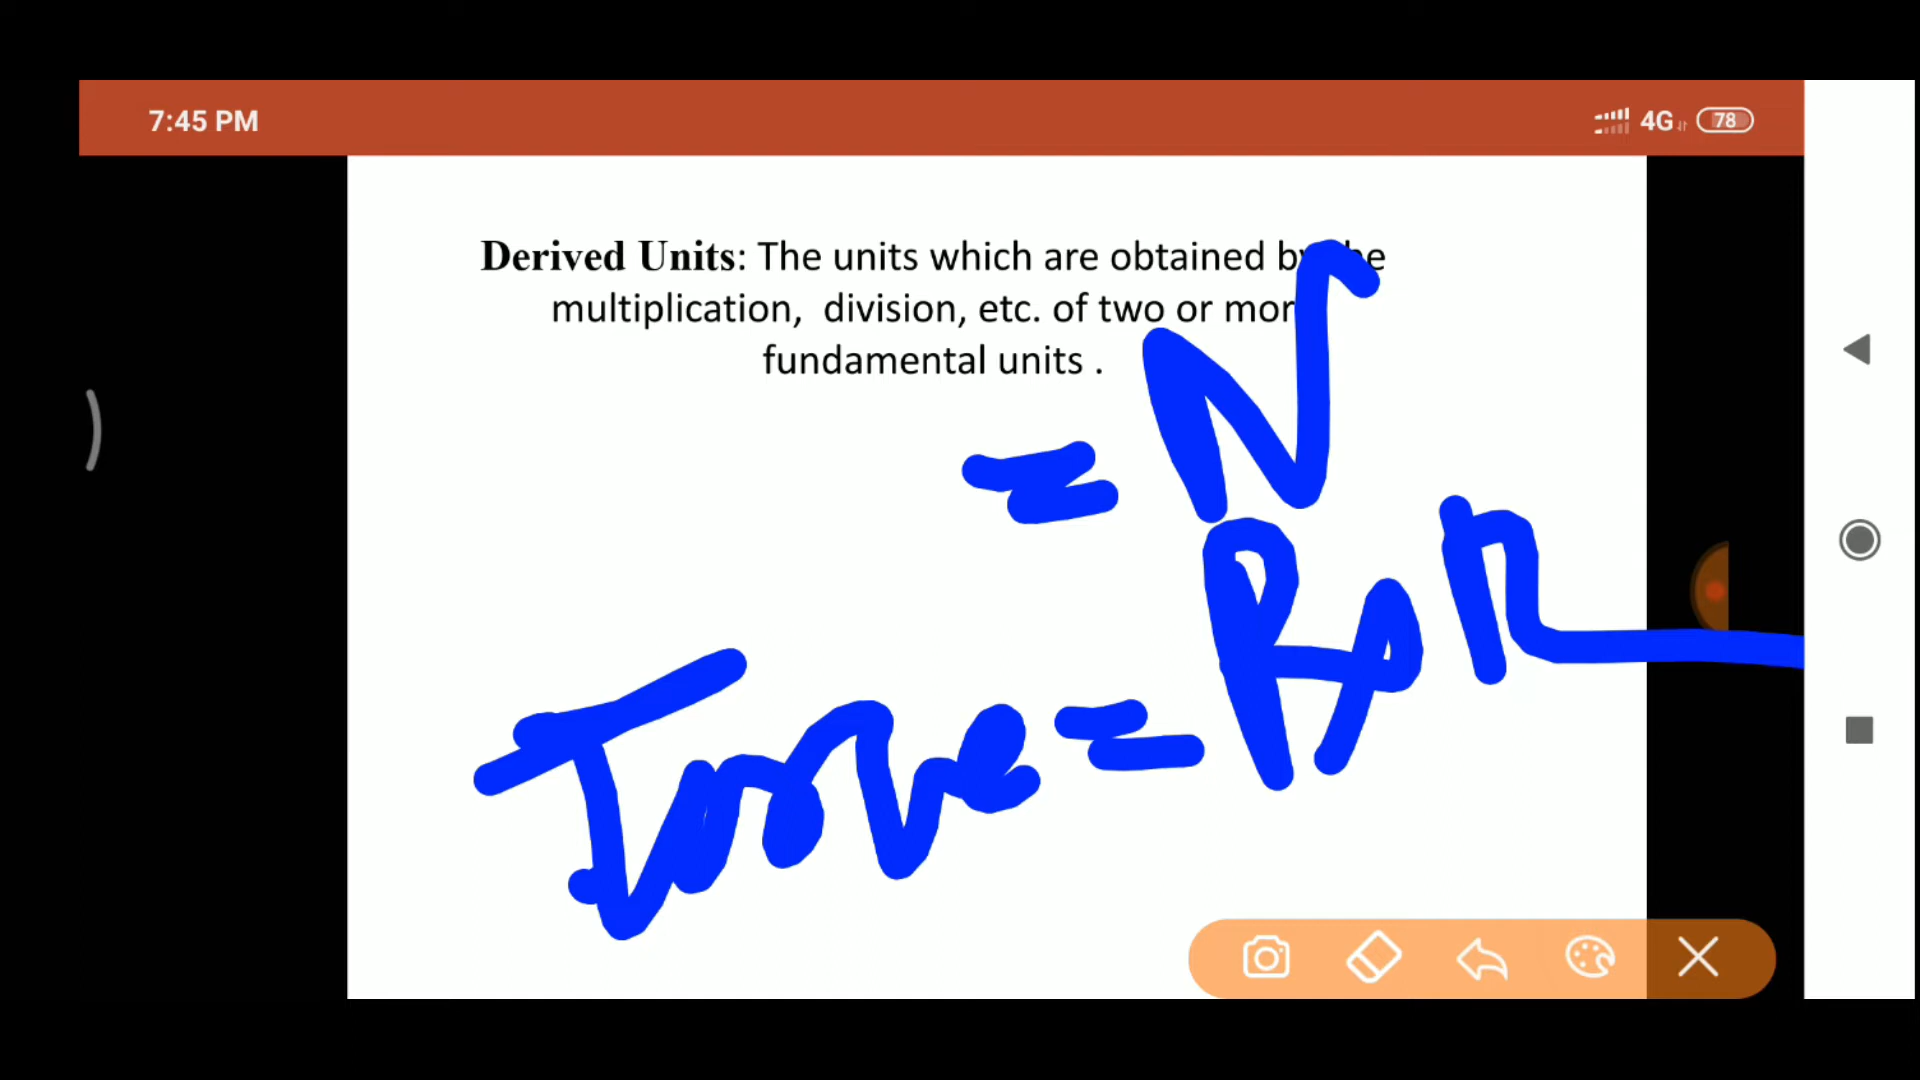 7:45 PM 4G 78
Derived Units: The units which are obtained by the
multiplication, division, etc. of two or mor
fundamental units .
= N
Torque =